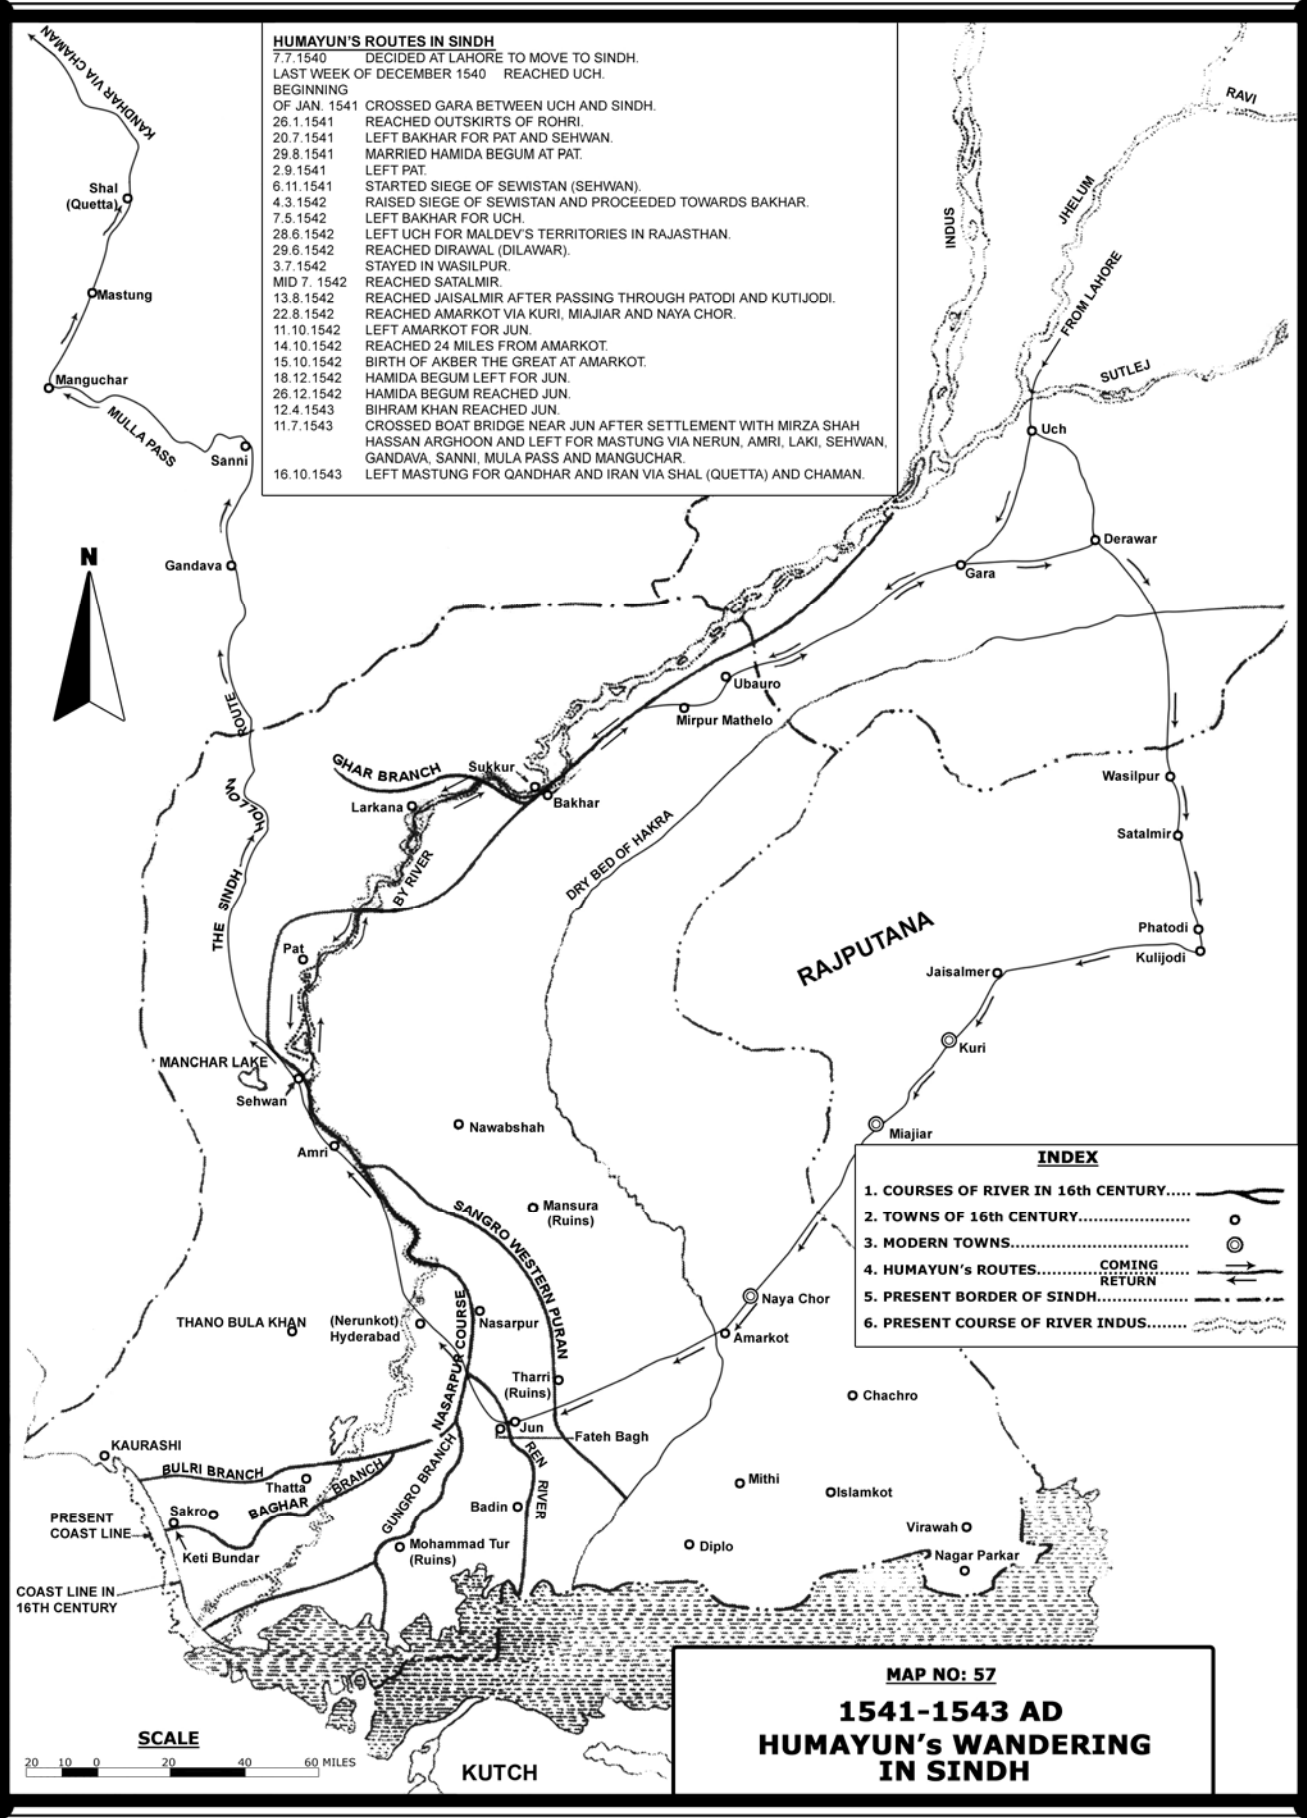 HUMAYUN'S ROUTES IN SINDH
7.7.1540 DECIDED AT LAHORE TO MOVE TO SINDH.
LAST WEEK OF DECEMBER 1540 REACHED UCH.
BEGINNING
OF JAN. 1541 CROSSED GARA BETWEEN UCH AND SINDH.
26.1.1541 REACHED OUTSKIRTS OF ROHRI.
20.7.1541 LEFT BAKHAR FOR PAT AND SEHWAN.
29.8.1541 MARRIED HAMIDA BEGUM AT PAT.
2.9.1541 LEFT PAT.
6.11.1541 STARTED SIEGE OF SEWISTAN (SEHWAN).
4.3.1542 RAISED SIEGE OF SEWISTAN AND PROCEEDED TOWARDS BAKHAR.
7.5.1542 LEFT BAKHAR FOR UCH.
28.6.1542 LEFT UCH FOR MALDEV'S TERRITORIES IN RAJASTHAN.
29.6.1542 REACHED DIRAWAL (DILAWAR).
3.7.1542 STAYED IN WASILPUR.
MID 7. 1542 REACHED SATALMIR.
13.8.1542 REACHED JAISALMIR AFTER PASSING THROUGH PATODI AND KUTIJODI.
22.8.1542 REACHED AMARKOT VIA KURI, MIAJIAR AND NAYA CHOR.
11.10.1542 LEFT AMARKOT FOR JUN.
14.10.1542 REACHED 24 MILES FROM AMARKOT.
15.10.1542 BIRTH OF AKBER THE GREAT AT AMARKOT.
18.12.1542 HAMIDA BEGUM LEFT FOR JUN.
26.12.1542 HAMIDA BEGUM REACHED JUN.
12.4.1543 BIHRAM KHAN REACHED JUN.
11.7.1543 CROSSED BOAT BRIDGE NEAR JUN AFTER SETTLEMENT WITH MIRZA SHAH
HASSAN ARGHOON AND LEFT FOR MASTUNG VIA NERUN, AMRI, LAKI, SEHWAN,
GANDAVA, SANNI, MULA PASS AND MANGUCHAR.
16.10.1543 LEFT MASTUNG FOR QANDHAR AND IRAN VIA SHAL (QUETTA) AND CHAMAN.
KANDHAR VIA CHAMAN
Shal
(Quetta)
Mastung
Manguchar
MULLA PASS
Sanni
Gandava
N
INDUS
JHELUM
RAVI
FROM LAHORE
SUTLEJ
Uch
Derawar
Gara
Ubauro
Mirpur Mathelo
ROUTE
HOLLOW
THE SINDH
GHAR BRANCH
Sukkur
Bakhar
Larkana
BY RIVER
DRY BED OF HAKRA
Wasilpur
Satalmir
Phatodi
Kulijodi
RAJPUTANA
Jaisalmer
Kuri
Miajiar
Pat
MANCHAR LAKE
Sehwan
Amri
Nawabshah
Mansura
(Ruins)
SANGRO WESTERN PURAN
THANO BULA KHAN
(Nerunkot)
Hyderabad
Nasarpur
NASARPUR COURSE
Tharri
(Ruins)
Jun
Fateh Bagh
Naya Chor
Amarkot
Chachro
KAURASHI
BULRI BRANCH
Thatta
BAGHAR BRANCH
Sakro
Keti Bundar
GUNGRO BRANCH
REN RIVER
Badin
Mohammad Tur
(Ruins)
PRESENT
COAST LINE
COAST LINE IN
16TH CENTURY
Mithi
Islamkot
Diplo
Virawah
Nagar Parkar
INDEX
1. COURSES OF RIVER IN 16th CENTURY.....
2. TOWNS OF 16th CENTURY......................
3. MODERN TOWNS...................................
4. HUMAYUN's ROUTES.............................. COMING
RETURN
5. PRESENT BORDER OF SINDH..................
6. PRESENT COURSE OF RIVER INDUS........
SCALE
20 10 0 20 40 60 MILES
KUTCH
MAP NO: 57
1541-1543 AD
HUMAYUN's WANDERING
IN SINDH